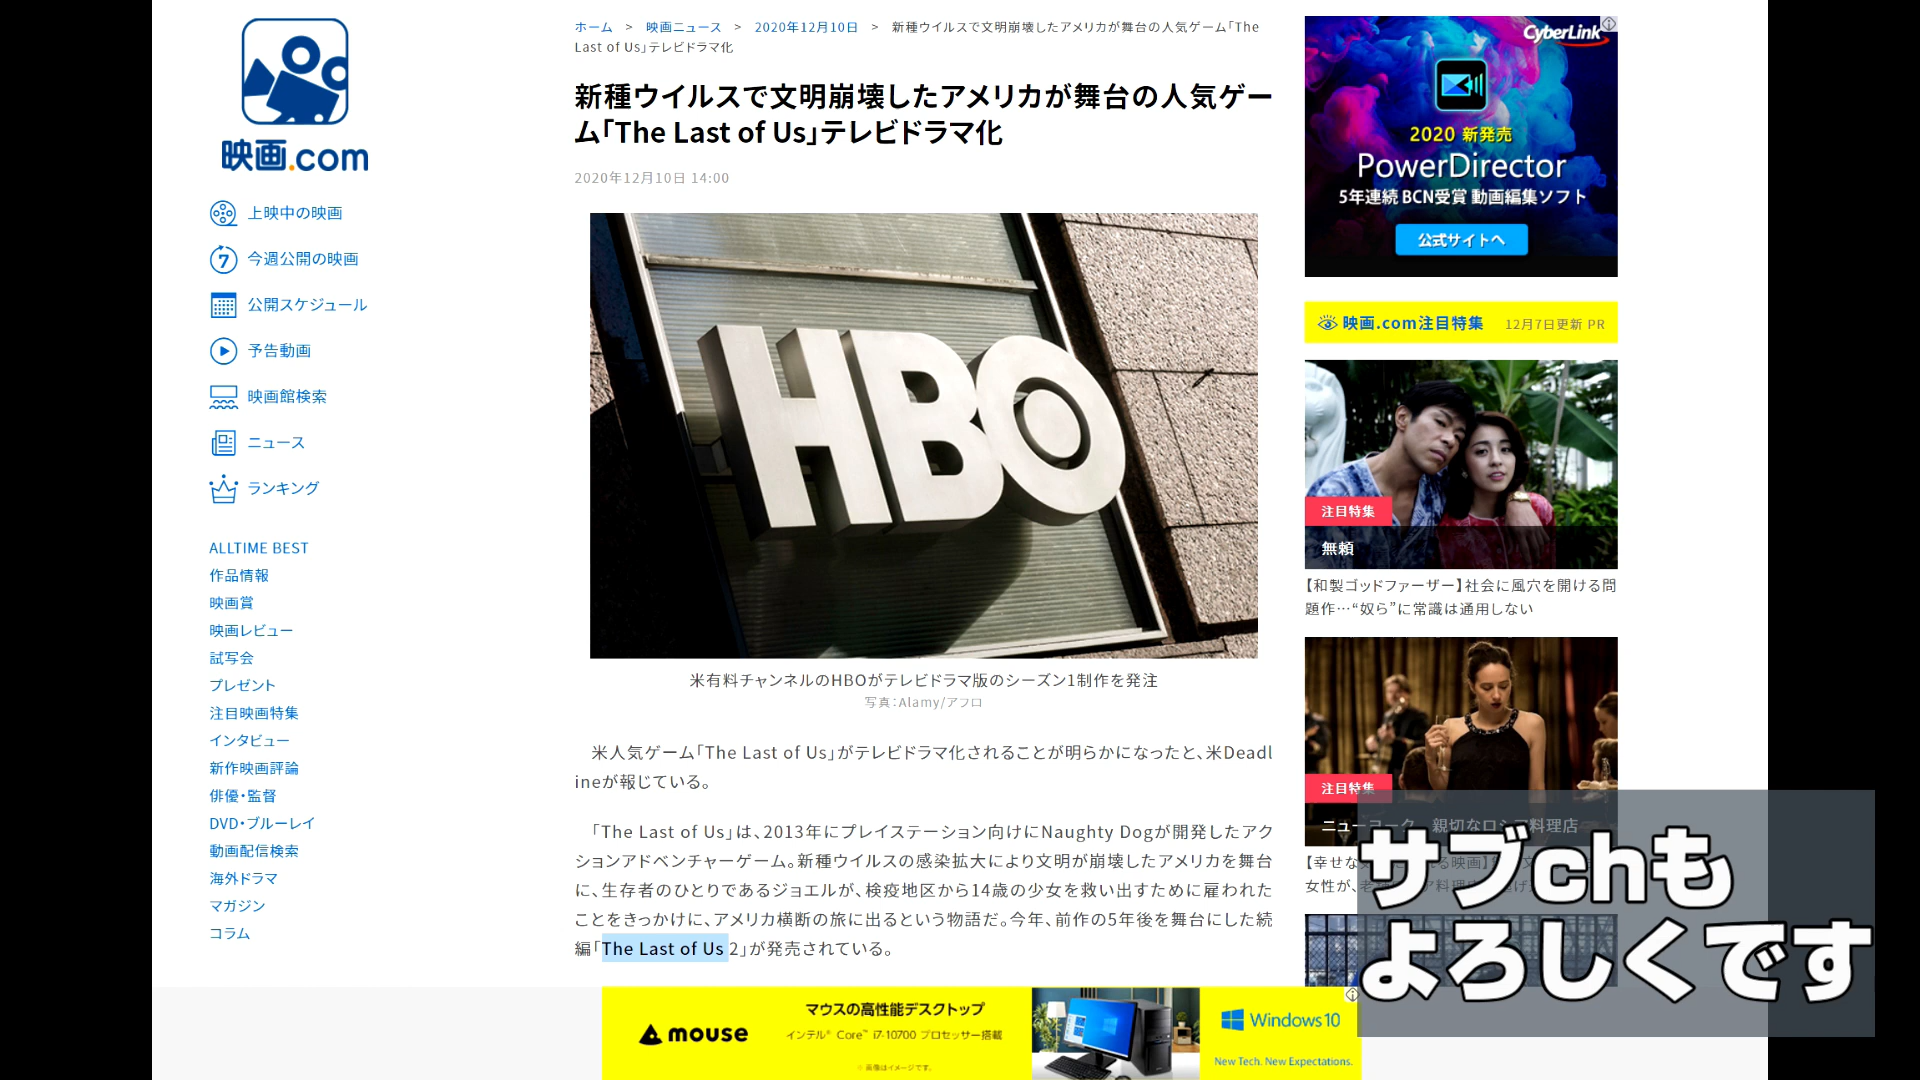 映画.com
上映中の映画
7
今週公開の映画
公開スケジュール
予告動画
映画館検索
ニュース
ランキング
ALLTIME BEST
作品情報
映画賞
映画レビュー
試写会
プレゼント
注目映画特集
インタビュー
新作映画評論
俳優・監督
DVD・ブルーレイ
動画配信検索
海外ドラマ
マガジン
コラム
ホーム > 映画ニュース > 2020年12月10日 > 新種ウイルスで文明崩壊したアメリカが舞台の人気ゲーム「The
Last of Us」テレビドラマ化
新種ウイルスで文明崩壊したアメリカが舞台の人気ゲー
ム「The Last of Us」テレビドラマ化
2020年12月10日 14:00
HBO
米有料チャンネルのHBOがテレビドラマ版のシーズン1制作を発注
写真:Alamy/アフロ
米人気ゲーム「The Last of Us」がテレビドラマ化されることが明らかになったと、米Deadl
ineが報じている。
「The Last of Us」は、2013年にプレイステーション向けにNaughty Dogが開発したアク
ションアドベンチャーゲーム。新種ウイルスの感染拡大により文明が崩壊したアメリカを舞台
に、生存者のひとりであるジョエルが、検疫地区から14歳の少女を救い出すために雇われた
ことをきっかけに、アメリカ横断の旅に出るという物語だ。今年、前作の5年後を舞台にした続
編「The Last of Us 2」が発売されている。
CyberLink
2020 新発売
PowerDirector
5年連続 BCN受賞 動画編集ソフト
公式サイトへ
映画.com注目特集 12月7日更新 PR
注目特集
無頼
【和製ゴッドファーザー】社会に風穴を開ける問
題作…“奴ら”に常識は通用しない
注目特集
ニューヨーク 親切なロシア料理店
【幸せな
女性が、
サブchも
よろしくです
mouse
マウスの高性能デスクトップ
インテル® Core™ i7-10700 プロセッサー搭載
※ 画像はイメージです。
Windows 10
New Tech. New Expectations.